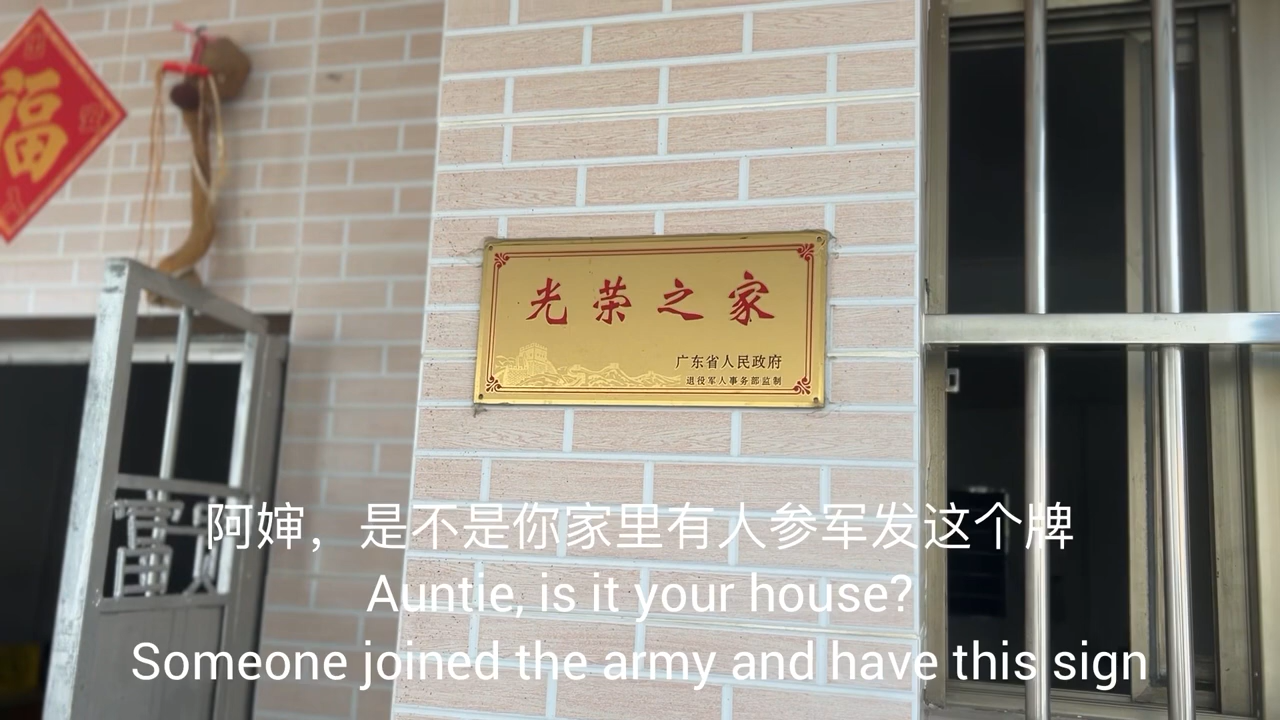 福
光荣之家
广东省人民政府
退役军人事务部监制
富
阿婶，是不是你家里有人参军发这个牌
Auntie, is it your house?
Someone joined the army and have this sign